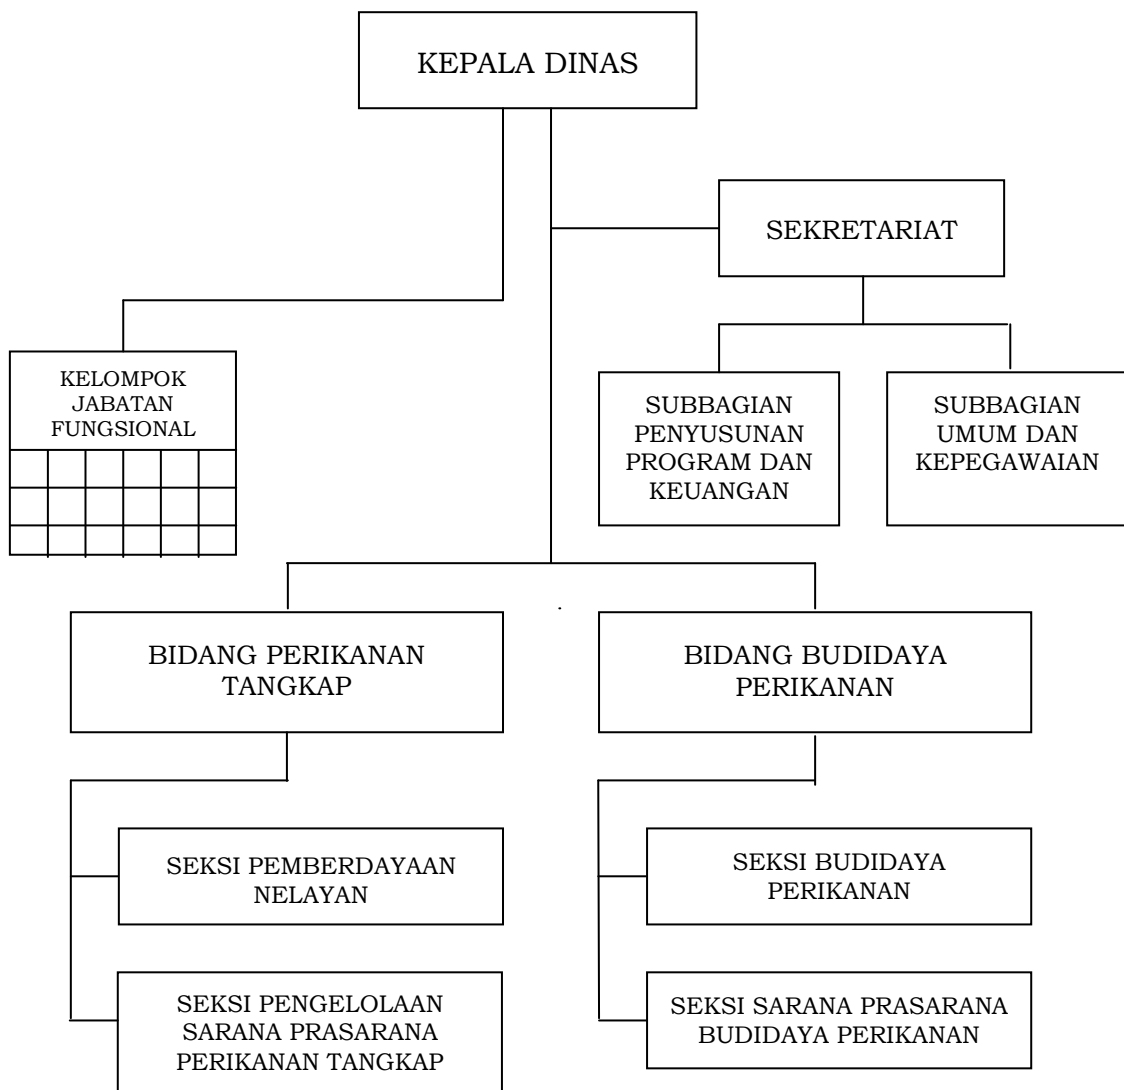 KEPALA DINAS
SEKRETARIAT
KELOMPOK
JABATAN
FUNGSIONAL
SUBBAGIAN
PENYUSUNAN
PROGRAM DAN
KEUANGAN
SUBBAGIAN
UMUM DAN
KEPEGAWAIAN
BIDANG PERIKANAN
TANGKAP
BIDANG BUDIDAYA
PERIKANAN
SEKSI PEMBERDAYAAN
NELAYAN
SEKSI BUDIDAYA
PERIKANAN
SEKSI PENGELOLAAN
SARANA PRASARANA
PERIKANAN TANGKAP
SEKSI SARANA PRASARANA
BUDIDAYA PERIKANAN